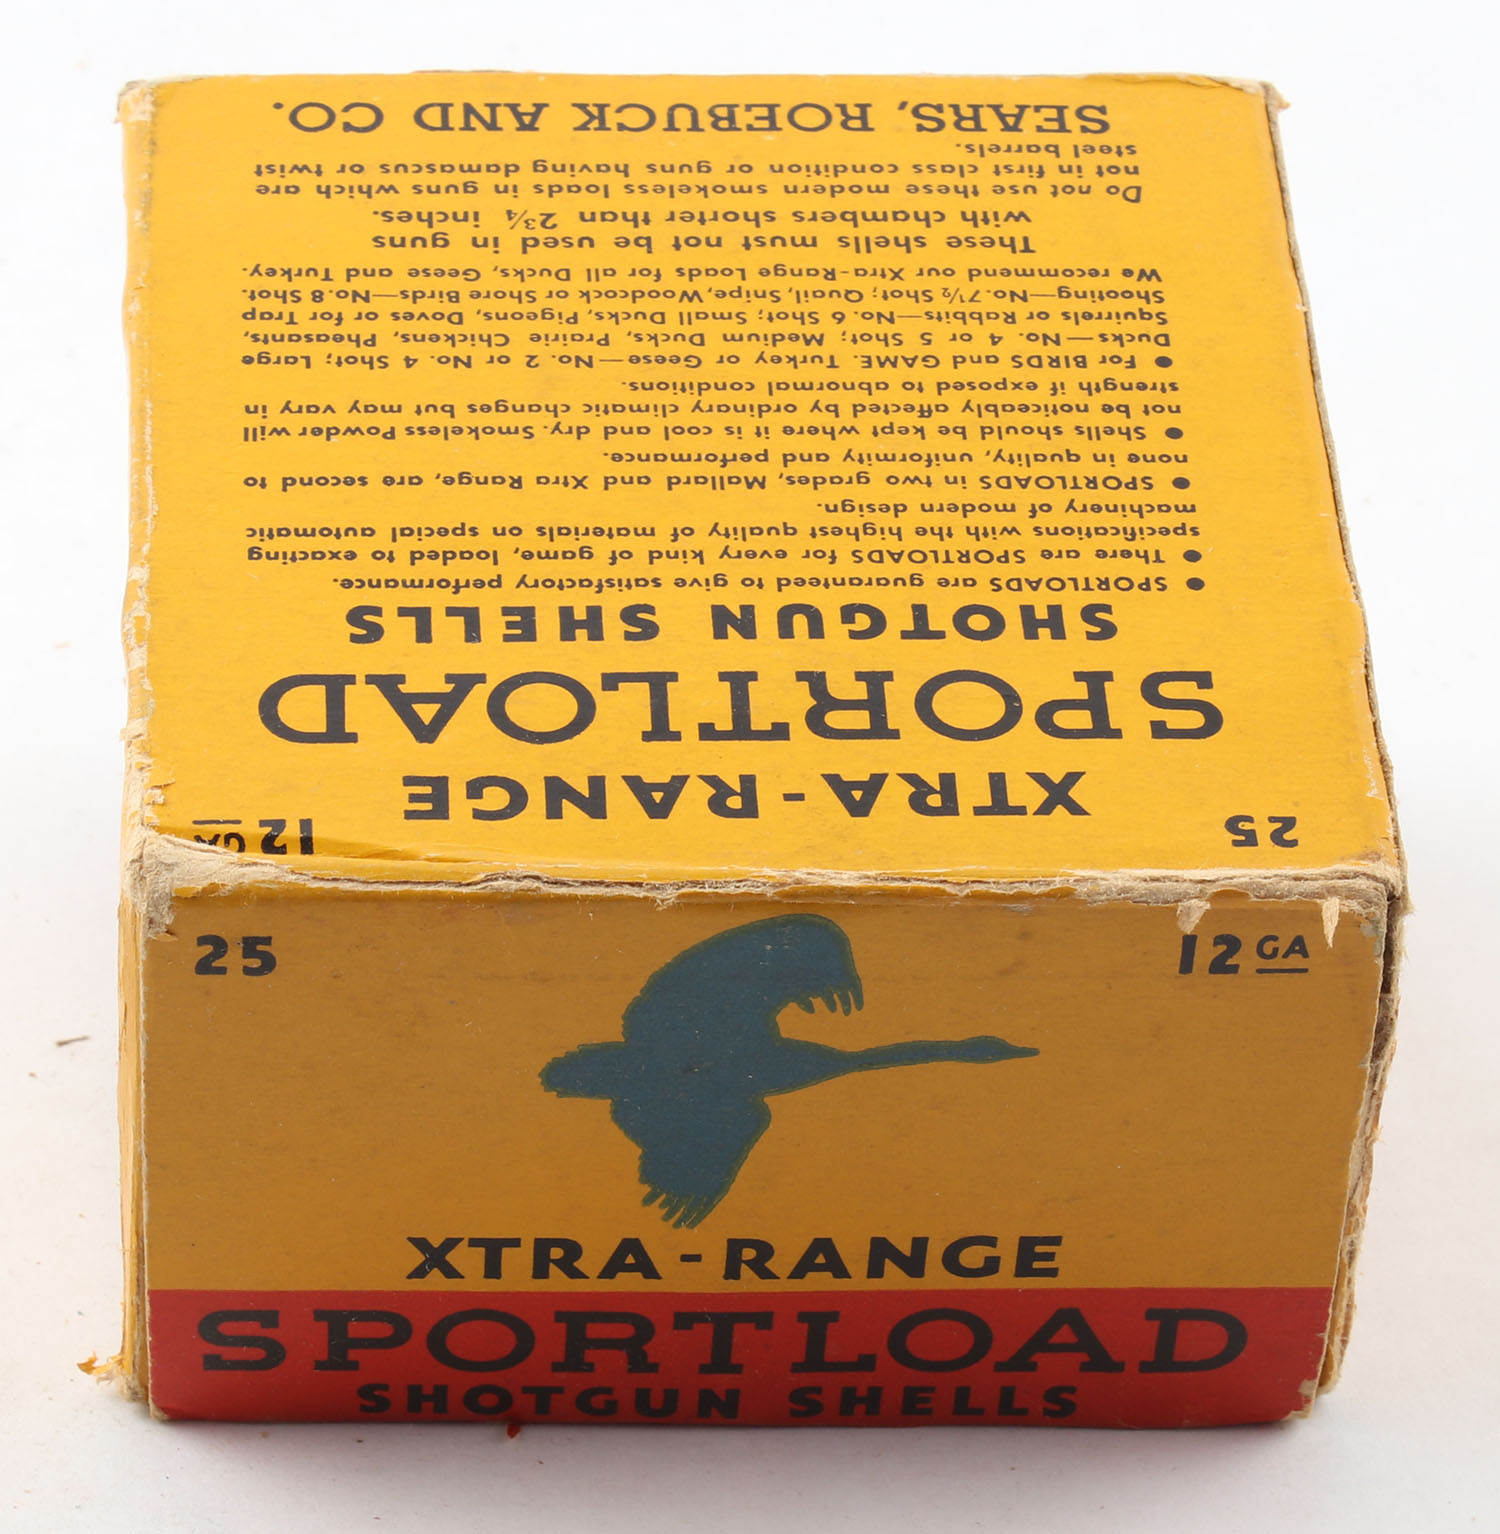 25 12 GA
XTRA-RANGE
SPORTLOAD
SHOTGUN SHELLS
• SPORTLOADS are guaranteed to give satisfactory performance.
• There are SPORTLOADS for every kind of game, loaded to exacting
specifications with the highest quality of materials on special automatic
machinery of modern design.
• SPORTLOADS in two grades, Mallard and Xtra Range, are second to
none in quality, uniformity and performance.
• Shells should be kept where it is cool and dry. Smokeless Powder will
not be noticeably affected by ordinary climatic changes but may vary in
strength if exposed to abnormal conditions.
• For BIRDS and GAME. Turkey or Geese—No. 2 or No. 4 Shot; Large
Ducks—No. 4 or 5 Shot; Medium Ducks, Prairie Chickens, Pheasants,
Squirrels or Rabbits—No. 6 Shot; Small Ducks, Pigeons, Doves or for Trap
Shooting—No. 7½ Shot; Quail, Snipe, Woodcock or Shore Birds—No. 8 Shot.
We recommend our Xtra-Range Loads for all Ducks, Geese and Turkey.
These shells must not be used in guns
with chambers shorter than 2¾ inches.
Do not use these modern smokeless loads in guns which are
not in first class condition or guns having damascus or twist
steel barrels.
SEARS, ROEBUCK AND CO.
25 12 GA
XTRA-RANGE
SPORTLOAD
SHOTGUN SHELLS